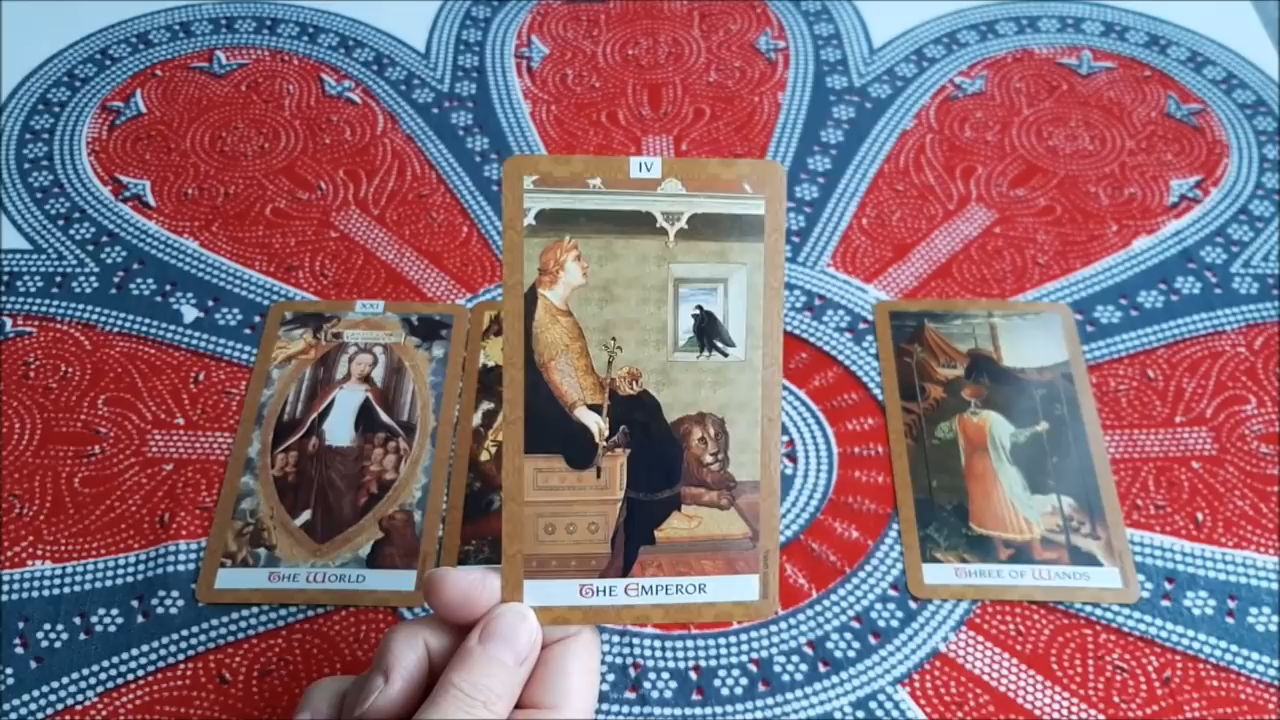 IV
XXI
THE WORLD
THE EMPEROR
THREE OF WANDS